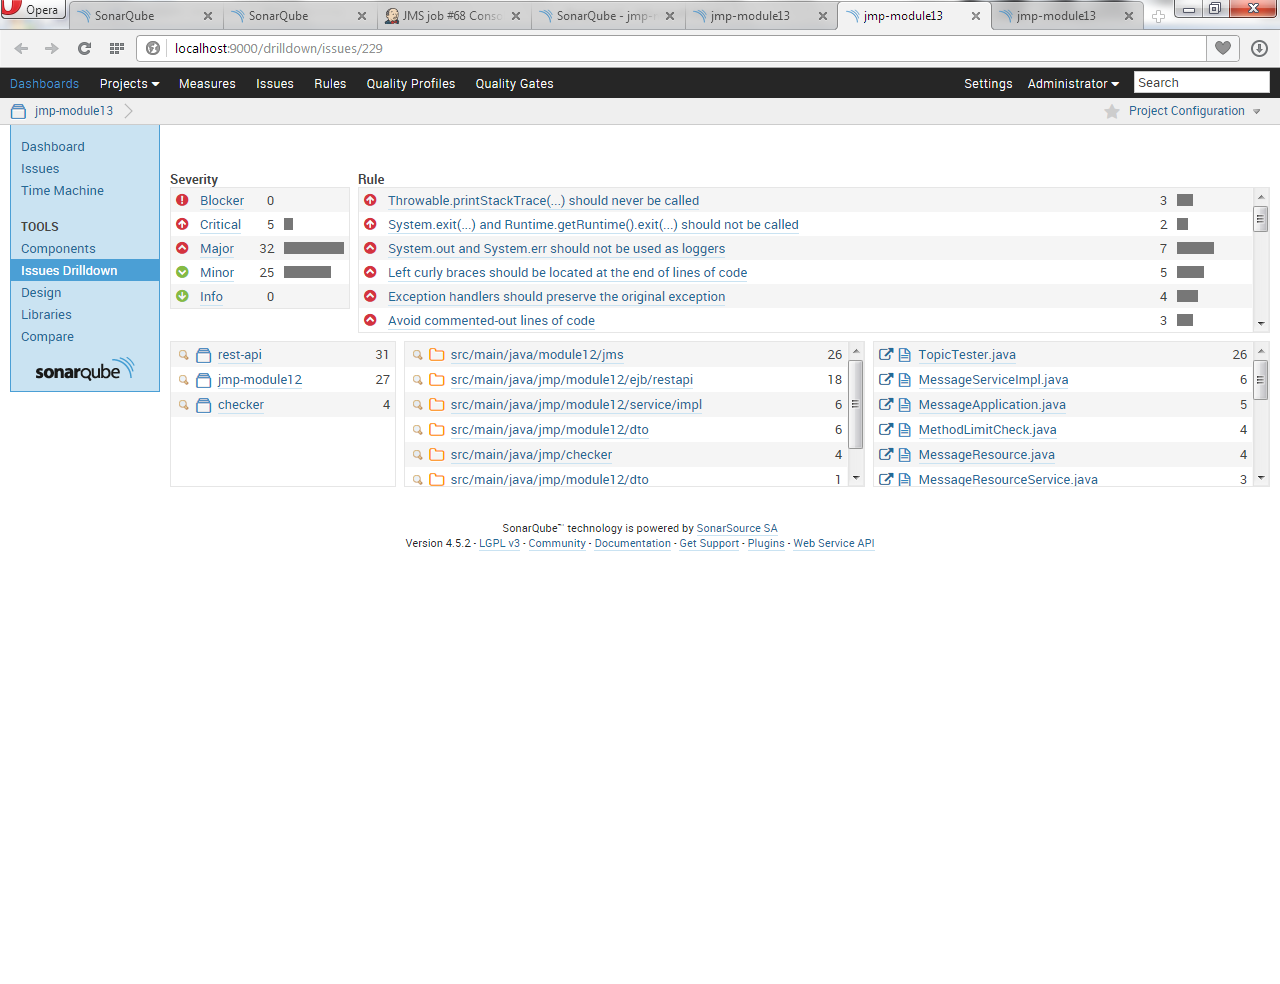 Opera
SonarQube
SonarQube
JMS job #68 Conso
SonarQube - jmp-m
jmp-module13
jmp-module13
jmp-module13
localhost:9000/drilldown/issues/229
Dashboards Projects Measures Issues Rules Quality Profiles Quality Gates Settings Administrator Search
jmp-module13 Project Configuration
Dashboard
Issues
Time Machine
TOOLS
Components
Issues Drilldown
Design
Libraries
Compare
sonarqube
Severity
Blocker 0
Critical 5
Major 32
Minor 25
Info 0
Rule
Throwable.printStackTrace(...) should never be called 3
System.exit(...) and Runtime.getRuntime().exit(...) should not be called 2
System.out and System.err should not be used as loggers 7
Left curly braces should be located at the end of lines of code 5
Exception handlers should preserve the original exception 4
Avoid commented-out lines of code 3
rest-api 31
jmp-module12 27
checker 4
src/main/java/module12/jms 26
src/main/java/jmp/module12/ejb/restapi 18
src/main/java/jmp/module12/service/impl 6
src/main/java/jmp/module12/dto 6
src/main/java/jmp/checker 4
src/main/java/jmp/module12/dto 1
TopicTester.java 26
MessageServiceImpl.java 6
MessageApplication.java 5
MethodLimitCheck.java 4
MessageResource.java 4
MessageResourceService.java 3
SonarQube™ technology is powered by SonarSource SA
Version 4.5.2 - LGPL v3 - Community - Documentation - Get Support - Plugins - Web Service API